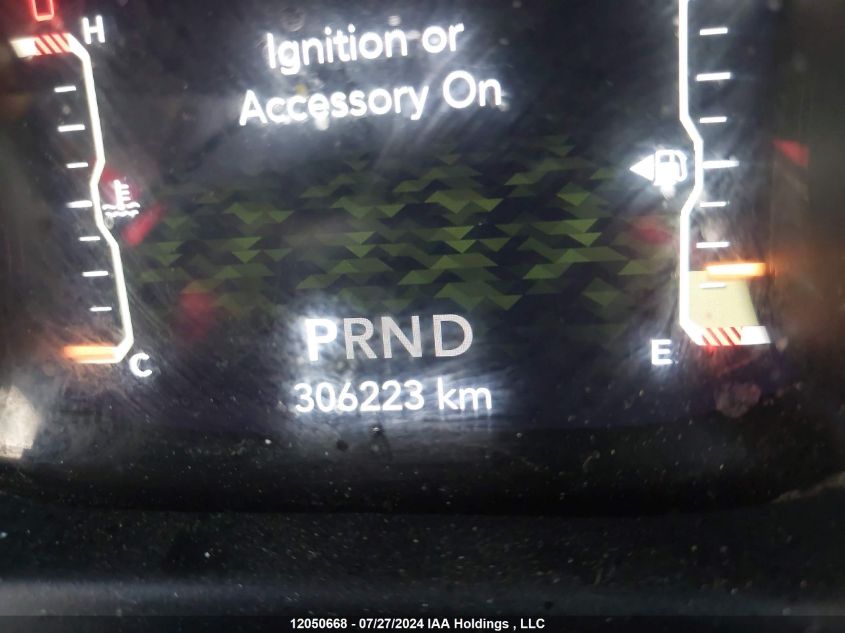 H
Ignition or
Accessory On
PRND
306223 km
C
E
12050668 - 07/27/2024 IAA Holdings , LLC